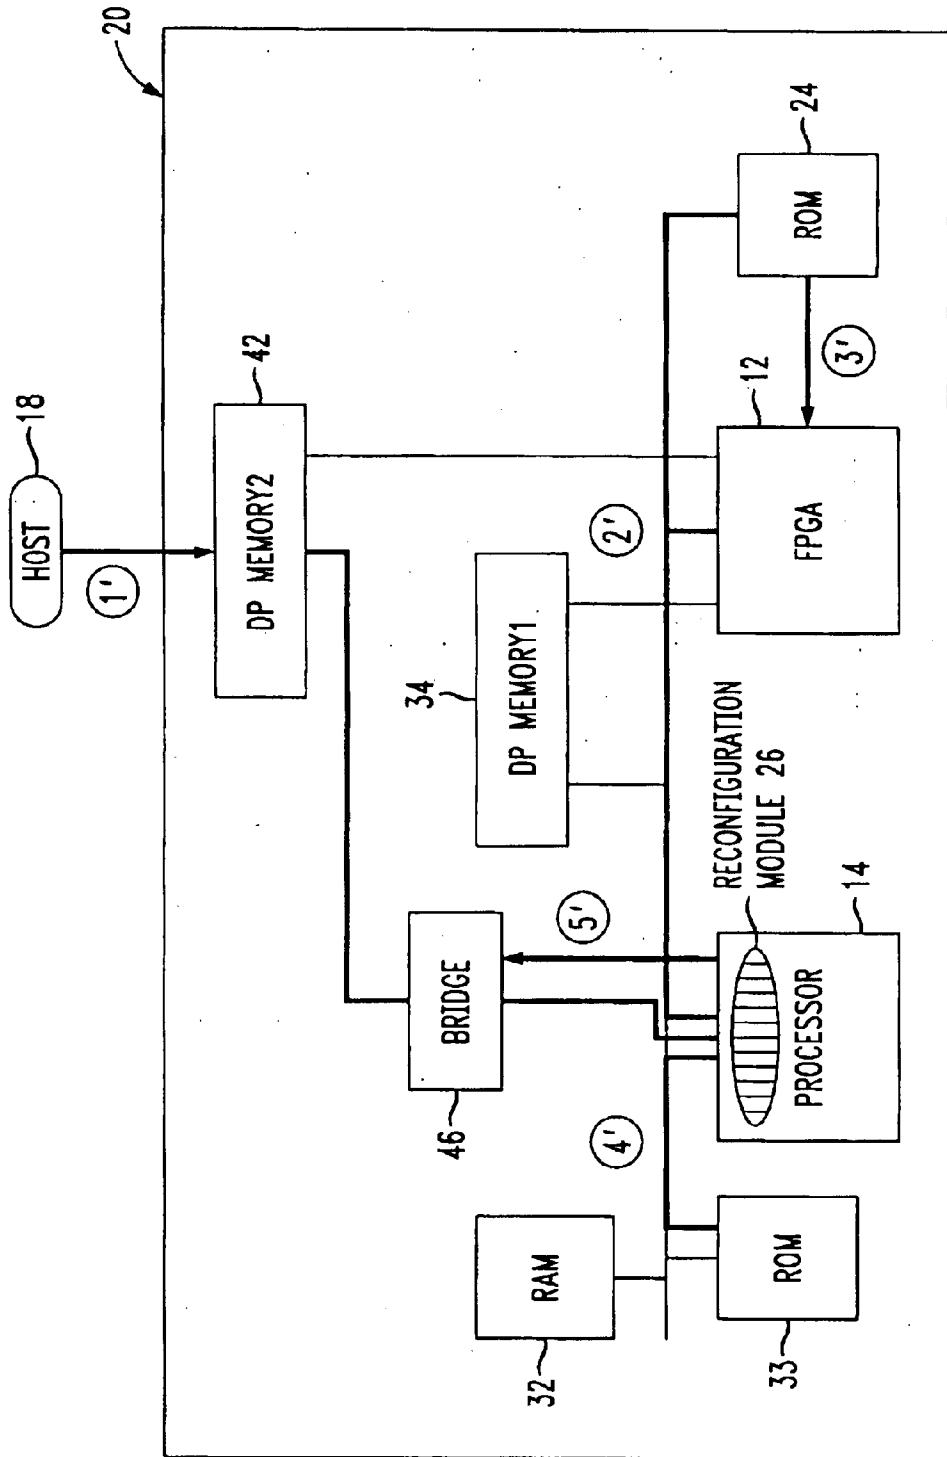 HOST
18
20
1'
DP MEMORY2
42
BRIDGE
46
34
DP MEMORY1
RAM
32
2'
5'
4'
ROM
33
RECONFIGURATION
MODULE 26
PROCESSOR
14
FPGA
12
3'
ROM
24